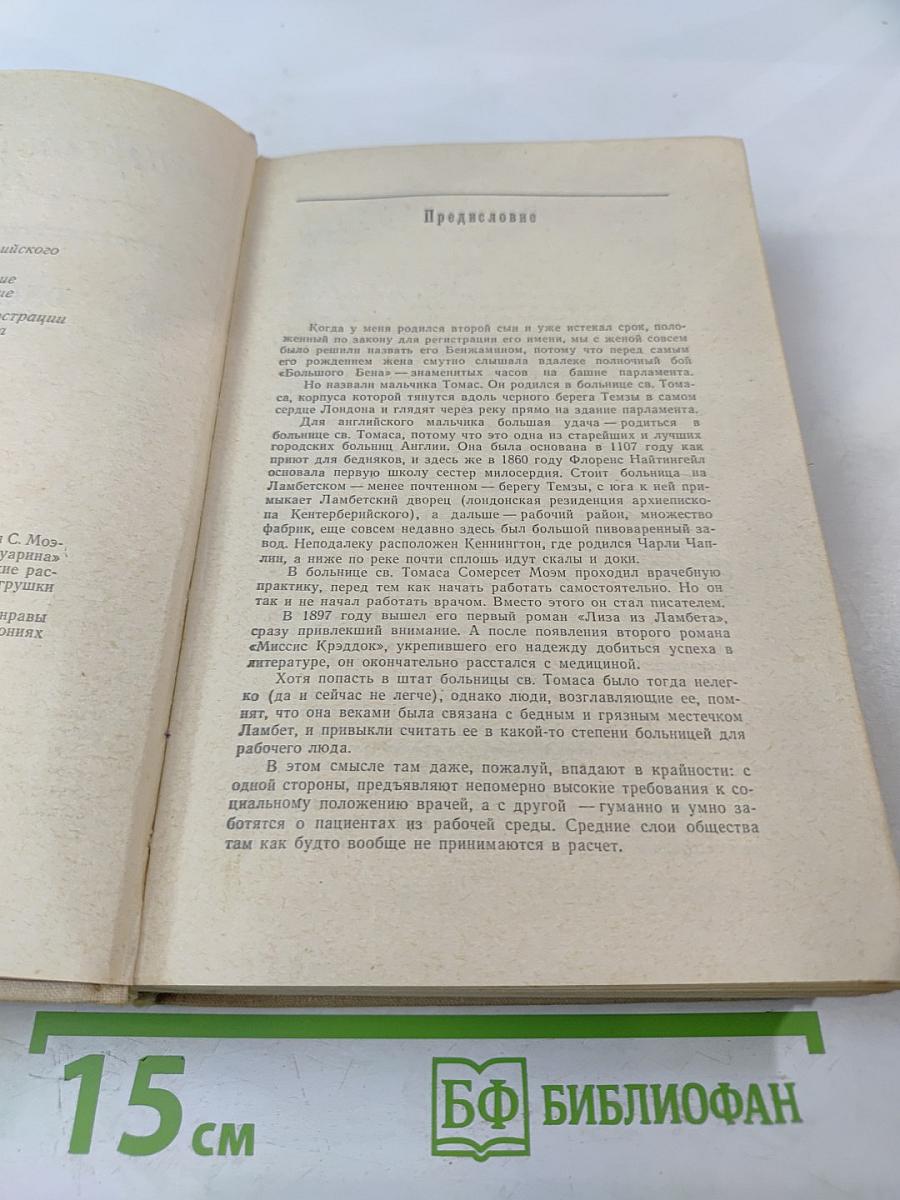 ийского
ие
ие
страции
а
и С. Моэ-
уарина»
кие рас-
грушки
нравы
ониях
Предисловие
Когда у меня родился второй сын и уже истекал срок, поло-
женный по закону для регистрации его имени, мы с женой совсем
было решили назвать его Бенжамином, потому что перед самым
его рождением жена смутно слышала вдалеке полночный бой
«Большого Бена» — знаменитых часов на башне парламента.
Но назвали мальчика Томас. Он родился в больнице св. Тома-
са, корпуса которой тянутся вдоль черного берега Темзы в самом
сердце Лондона и глядят через реку прямо на здание парламента.
Для английского мальчика большая удача — родиться в
больнице св. Томаса, потому что это одна из старейших и лучших
городских больниц Англии. Она была основана в 1107 году как
приют для бедняков, и здесь же в 1860 году Флоренс Найтингейл
основала первую школу сестер милосердия. Стоит больница на
Ламбетском — менее почтенном — берегу Темзы, с юга к ней при-
мыкает Ламбетский дворец (лондонская резиденция архиеписко-
па Кентерберийского), а дальше — рабочий район, множество
фабрик, еще совсем недавно здесь был большой пивоваренный за-
вод. Неподалеку расположен Кеннингтон, где родился Чарли Чап-
лин, а ниже по реке почти сплошь идут скалы и доки.
В больнице св. Томаса Сомерсет Моэм проходил врачебную
практику, перед тем как начать работать самостоятельно. Но он
так и не начал работать врачом. Вместо этого он стал писателем.
В 1897 году вышел его первый роман «Лиза из Ламбета»,
сразу привлекший внимание. А после появления второго романа
«Миссис Крэддок», укрепившего его надежду добиться успеха в
литературе, он окончательно расстался с медициной.
Хотя попасть в штат больницы св. Томаса было тогда нелег-
ко (да и сейчас не легче), однако люди, возглавляющие ее, пом-
нят, что она веками была связана с бедным и грязным местечком
Ламбет, и привыкли считать ее в какой-то степени больницей для
рабочего люда.
В этом смысле там даже, пожалуй, впадают в крайности: с
одной стороны, предъявляют непомерно высокие требования к со-
циальному положению врачей, а с другой — гуманно и умно за-
ботятся о пациентах из рабочей среды. Средние слои общества
там как будто вообще не принимаются в расчет.
15 см
БФ БИБЛИОФАН